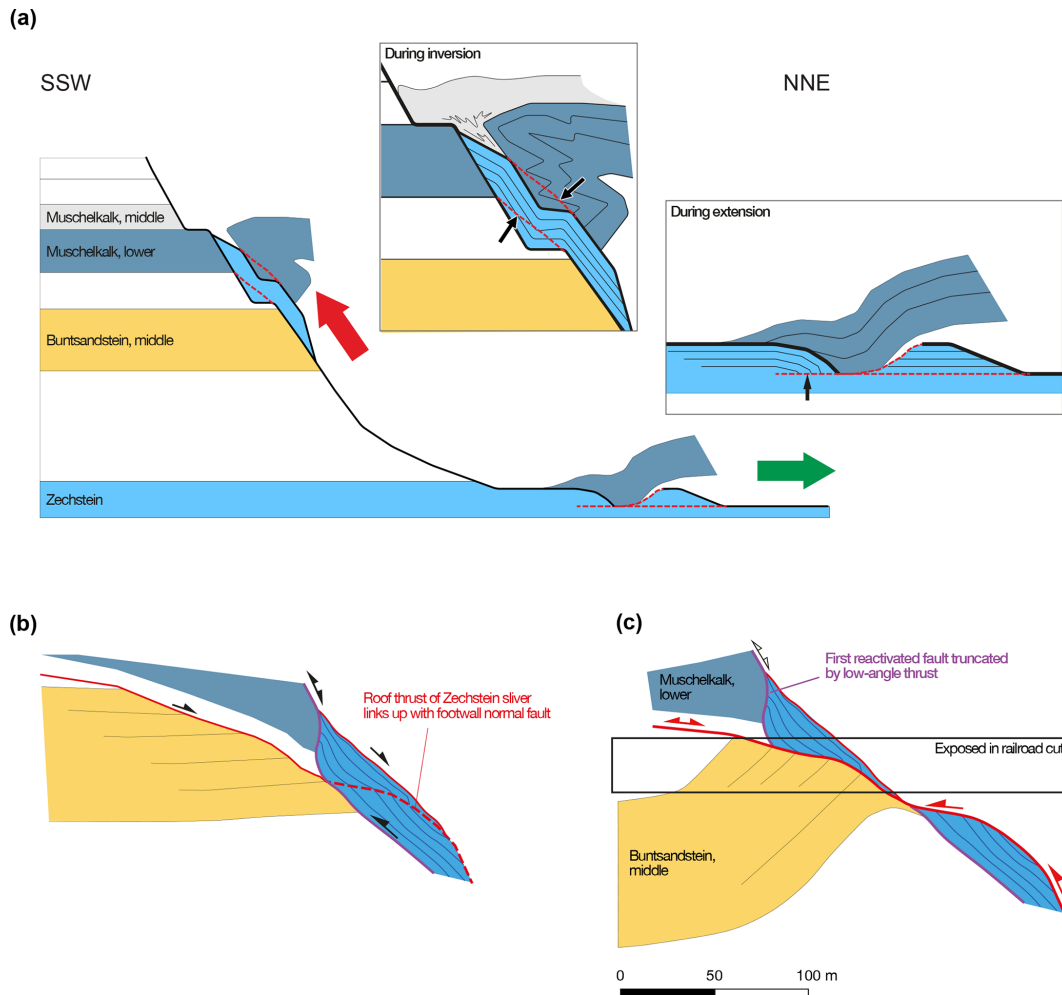 (a)
SSW
NNE
During inversion
During extension
Muschelkalk, middle
Muschelkalk, lower
Buntsandstein, middle
Zechstein
(b)
Roof thrust of Zechstein sliver
links up with footwall normal fault
(c)
First reactivated fault truncated
by low-angle thrust
Muschelkalk,
lower
Exposed in railroad cut
Buntsandstein,
middle
0 50 100 m